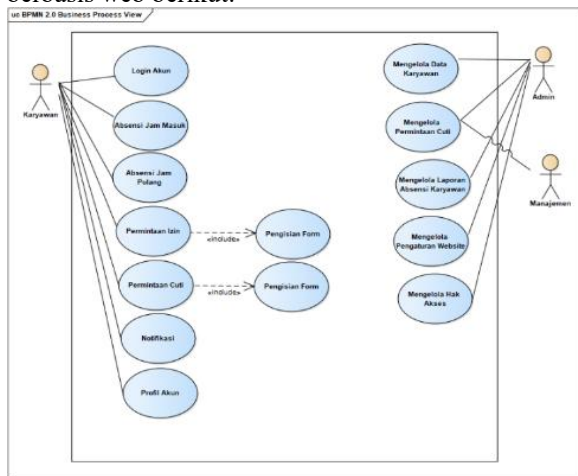 berbasis web berikut.
uc BPMN 2.0 Business Process View
Login Akun
Karyawan
Absensi Jam Masuk
Absensi Jam
Pulang
Permintaan Izin
«include»
Pengisian Form
Permintaan Cuti
«include»
Pengisian Form
Notifikasi
Profil Akun
Mengelola Data
Karyawan
Admin
Mengelola
Permintaan Cuti
Manajemen
Mengelola Laporan
Absensi Karyawan
Mengelola
Pengaturan Website
Mengelola Hak
Akses